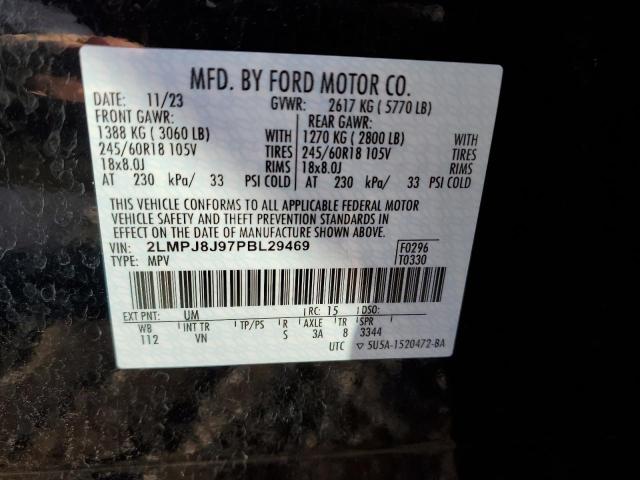 MFD. BY FORD MOTOR CO.
DATE: 11/23 GVWR: 2617 KG ( 5770 LB)
FRONT GAWR: REAR GAWR:
1388 KG ( 3060 LB) WITH 1270 KG ( 2800 LB) WITH
245/60R18 105V TIRES 245/60R18 105V TIRES
18x8.0J RIMS 18x8.0J RIMS
AT 230 kPa/ 33 PSI COLD AT 230 kPa/ 33 PSI COLD
THIS VEHICLE CONFORMS TO ALL APPLICABLE FEDERAL MOTOR
VEHICLE SAFETY AND THEFT PREVENTION STANDARDS IN
EFFECT ON THE DATE OF MANUFACTURE SHOWN ABOVE.
VIN: 2LMPJ8J97PBL29469 F0296
TYPE: MPV T0330
EXT PNT: UM RC: 15 DSO:
WB INT TR TP/PS R AXLE TR SPR
112 VN S 3A 8 3344
UTC ▽5U5A-1520472-BA